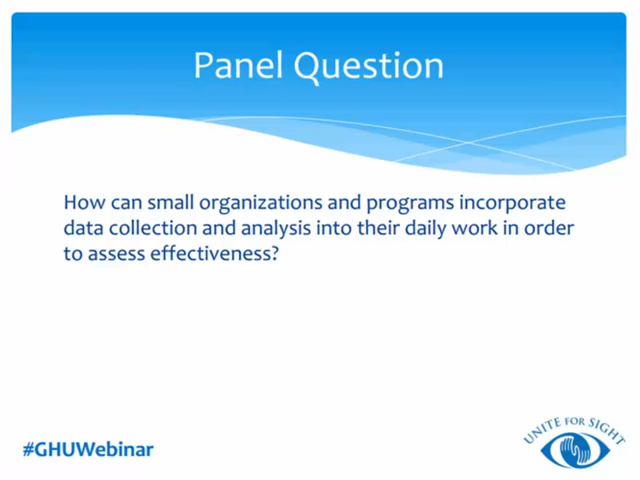 Panel Question
How can small organizations and programs incorporate
data collection and analysis into their daily work in order
to assess effectiveness?
UNITE FOR SIGHT
#GHUWebinar